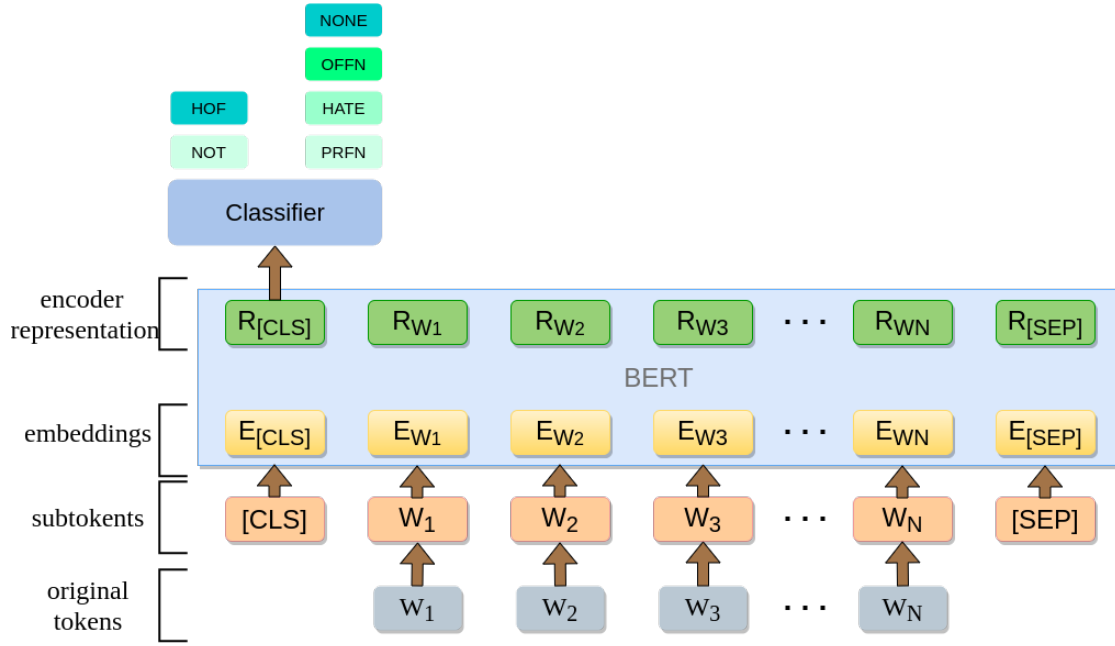 NONE
OFFN
HOF HATE
NOT PRFN
Classifier
encoder
representation
R[CLS] RW1 RW2 RW3 . . . RWN R[SEP]
BERT
embeddings
E[CLS] EW1 EW2 EW3 . . . EWN E[SEP]
subtokents
[CLS] W1 W2 W3 . . . WN [SEP]
original
tokens
W1 W2 W3 . . . WN